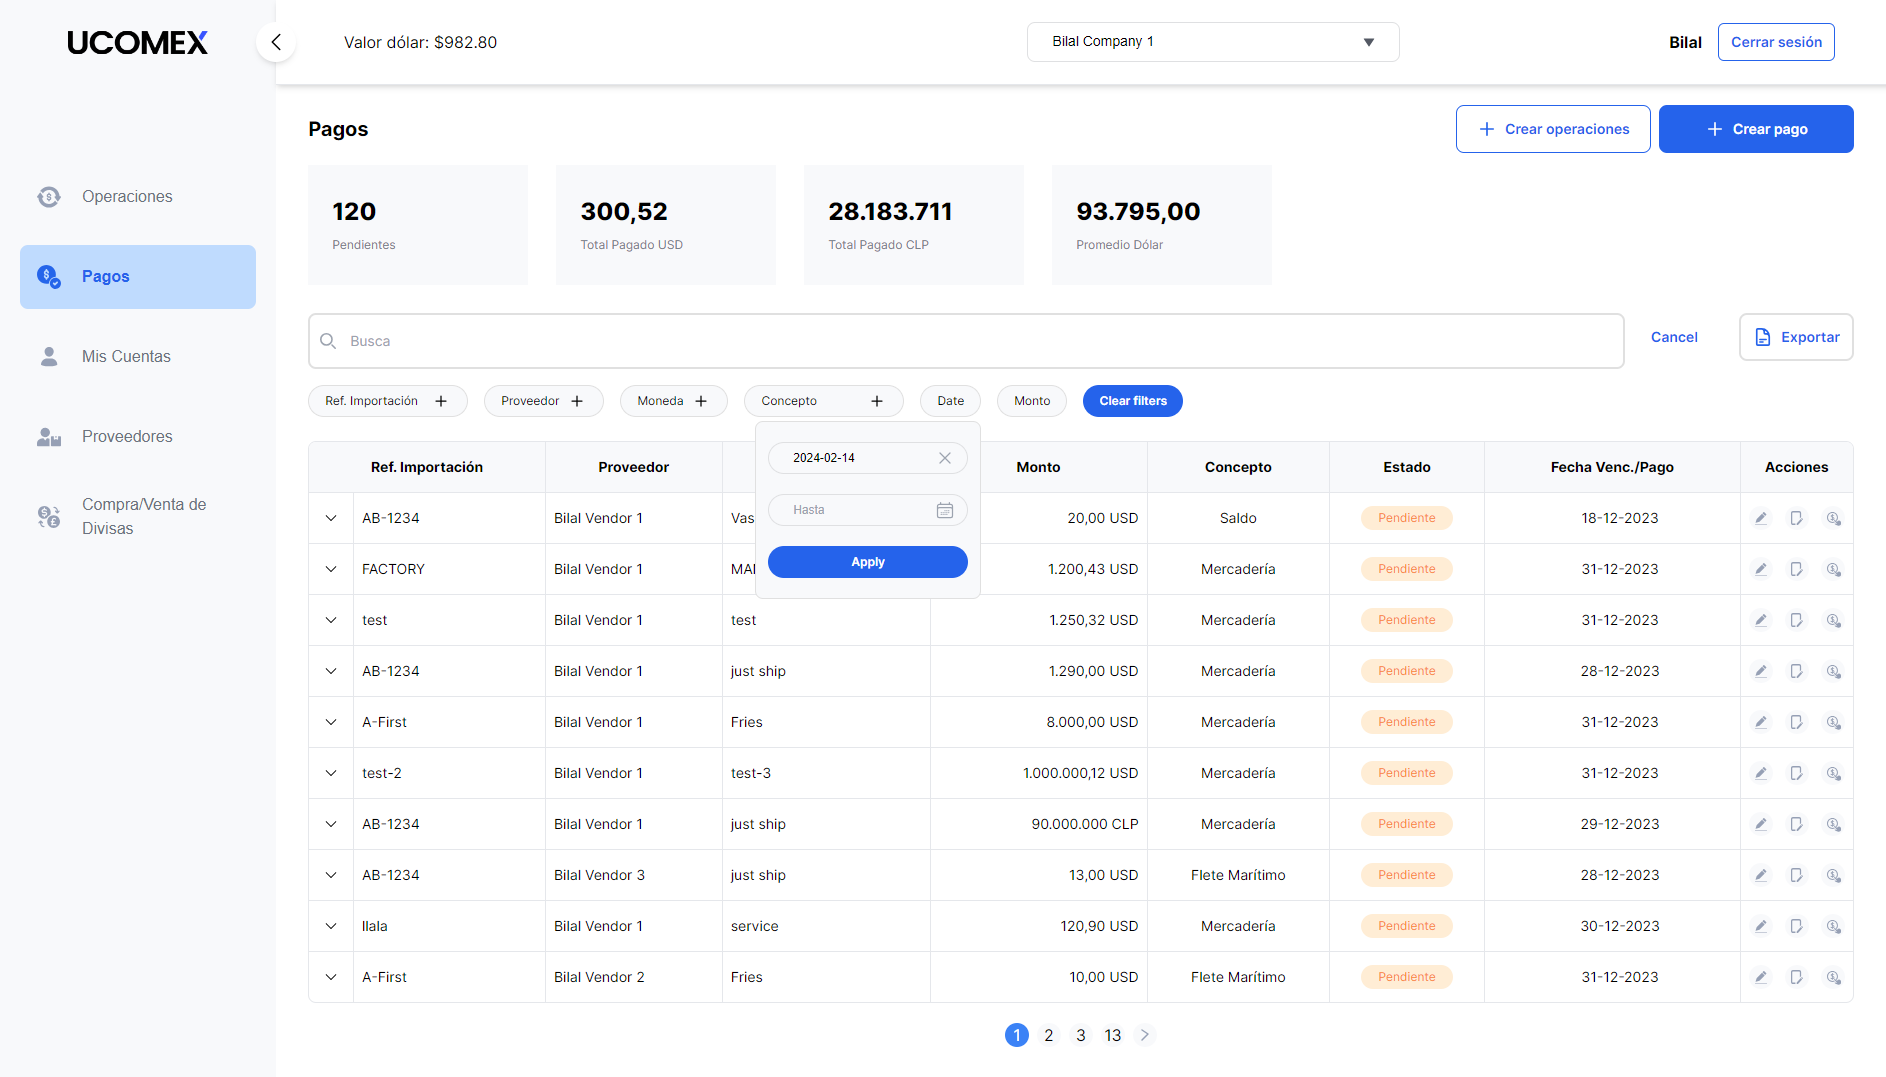 UCOMEX
Valor dólar: $982.80
Bilal Company 1
Bilal
Cerrar sesión
Operaciones
Pagos
Mis Cuentas
Proveedores
Compra/Venta de
Divisas
Pagos
Crear operaciones
Crear pago
120
Pendientes
300,52
Total Pagado USD
28.183.711
Total Pagado CLP
93.795,00
Promedio Dólar
Busca
Cancel
Exportar
Ref. Importación
Proveedor
Moneda
Concepto
Date
Monto
Clear filters
2024-02-14
Hasta
Apply
Ref. Importación Proveedor Monto Concepto Estado Fecha Venc./Pago Acciones
AB-1234 Bilal Vendor 1 Vas 20,00 USD Saldo Pendiente 18-12-2023
FACTORY Bilal Vendor 1 1.200,43 USD Mercadería Pendiente 31-12-2023
test Bilal Vendor 1 test 1.250,32 USD Mercadería Pendiente 31-12-2023
AB-1234 Bilal Vendor 1 just ship 1.290,00 USD Mercadería Pendiente 28-12-2023
A-First Bilal Vendor 1 Fries 8.000,00 USD Mercadería Pendiente 31-12-2023
test-2 Bilal Vendor 1 test-3 1.000.000,12 USD Mercadería Pendiente 31-12-2023
AB-1234 Bilal Vendor 1 just ship 90.000.000 CLP Mercadería Pendiente 29-12-2023
AB-1234 Bilal Vendor 3 just ship 13,00 USD Flete Marítimo Pendiente 28-12-2023
Bilal Vendor 1 service 120,90 USD Mercadería Pendiente 30-12-2023
A-First Bilal Vendor 2 Fries 10,00 USD Flete Marítimo Pendiente 31-12-2023
1 2 3 13